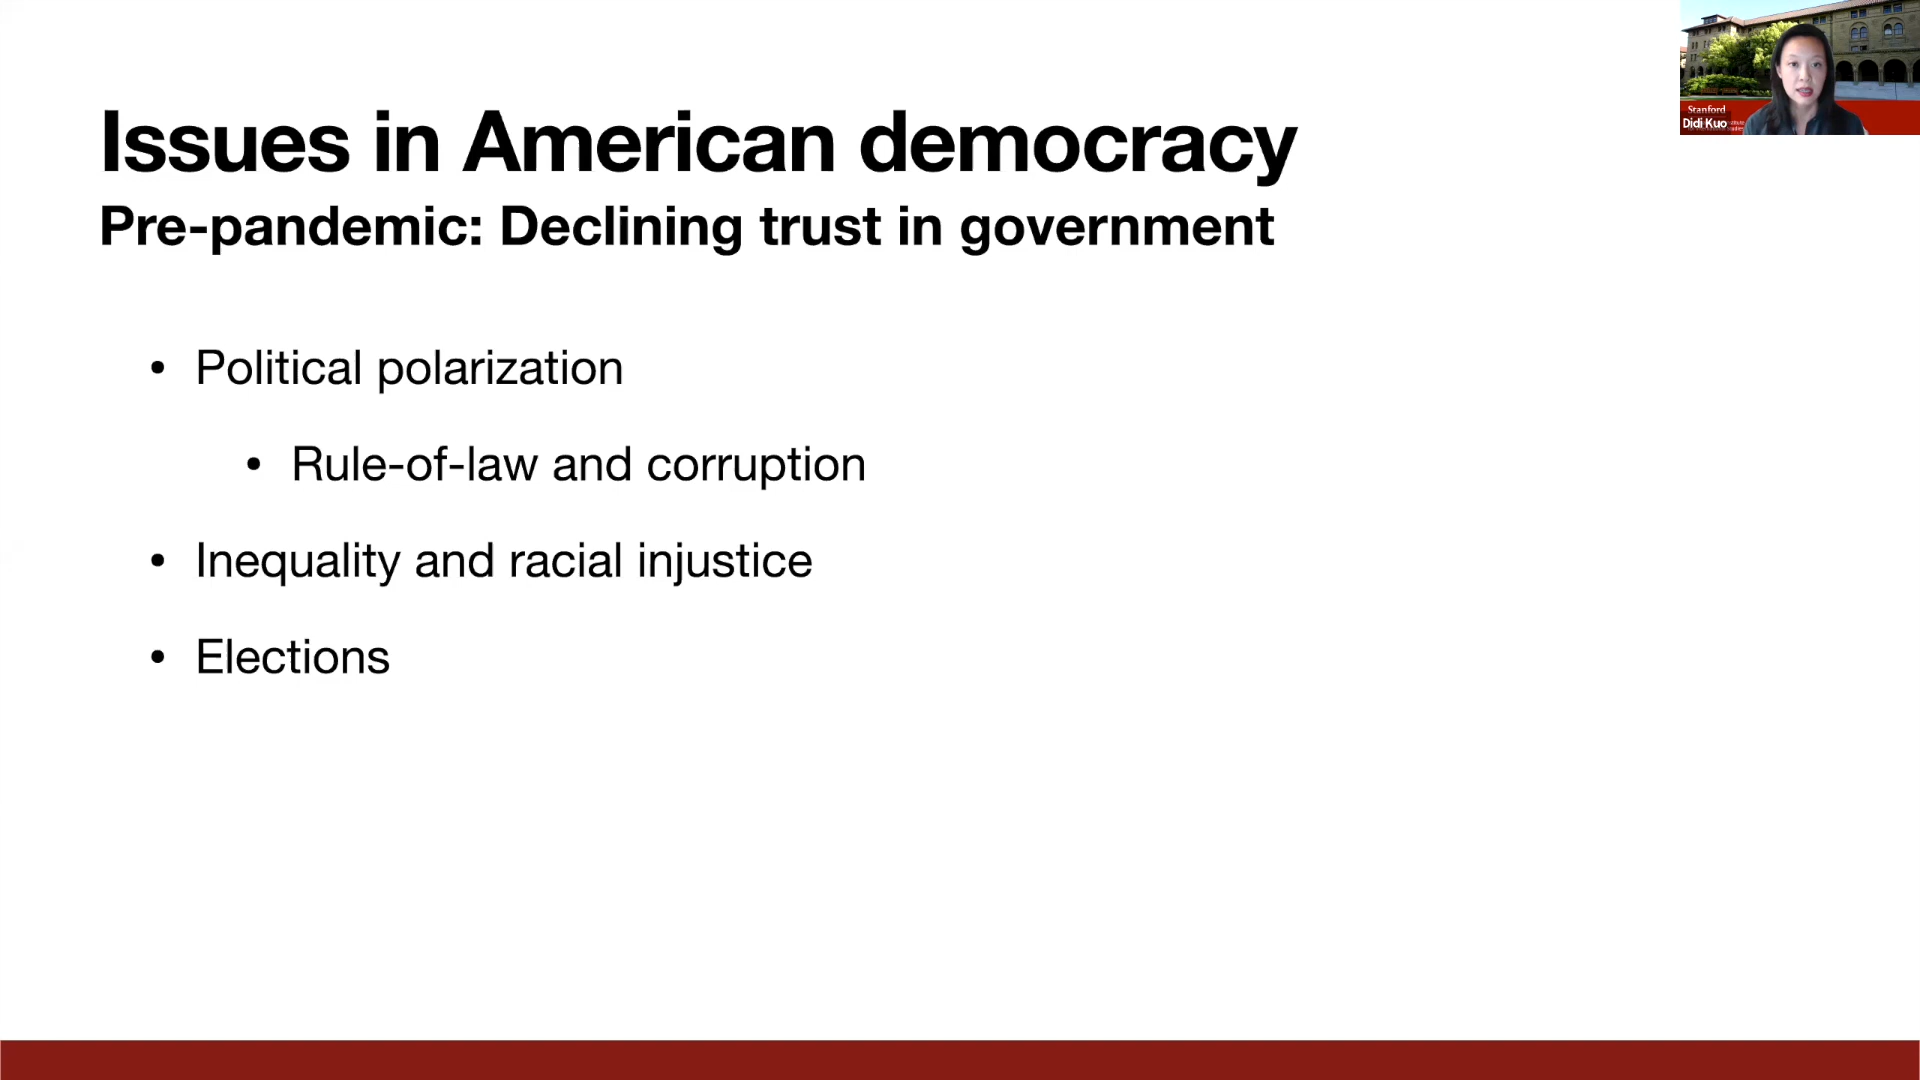 Issues in American democracy
Pre-pandemic: Declining trust in government
• Political polarization
• Rule-of-law and corruption
• Inequality and racial injustice
• Elections
Stanford
Didi Kuo